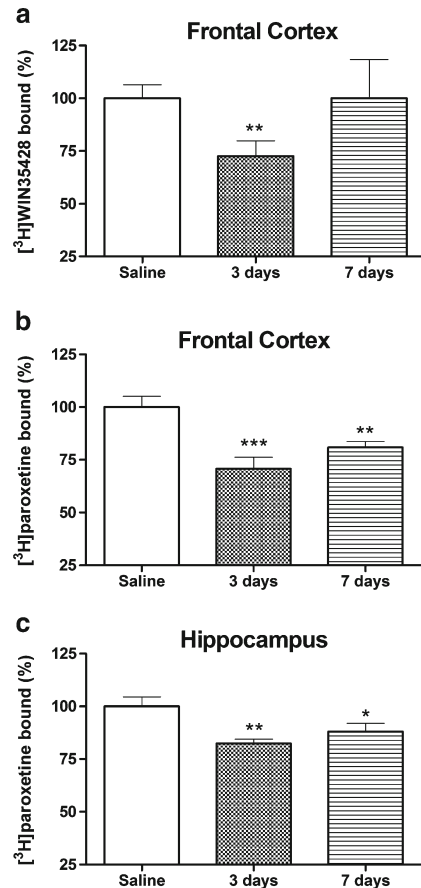 a
Frontal Cortex
[³H]WIN35428 bound (%)
125
100
75
50
25
**
Saline
3 days
7 days
b
Frontal Cortex
[³H]paroxetine bound (%)
125
100
75
50
25
***
**
Saline
3 days
7 days
c
Hippocampus
[³H]paroxetine bound (%)
125
100
75
50
25
**
*
Saline
3 days
7 days